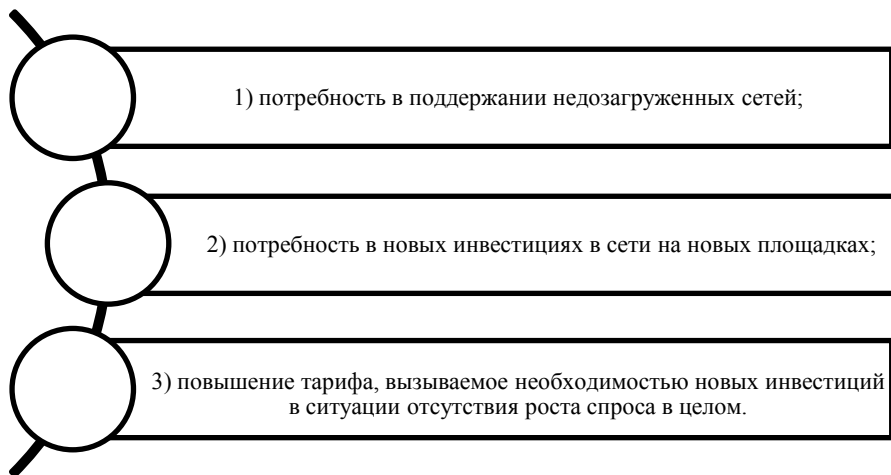 1) потребность в поддержании недозагруженных сетей;
2) потребность в новых инвестициях в сети на новых площадках;
3) повышение тарифа, вызываемое необходимостью новых инвестиций
в ситуации отсутствия роста спроса в целом.